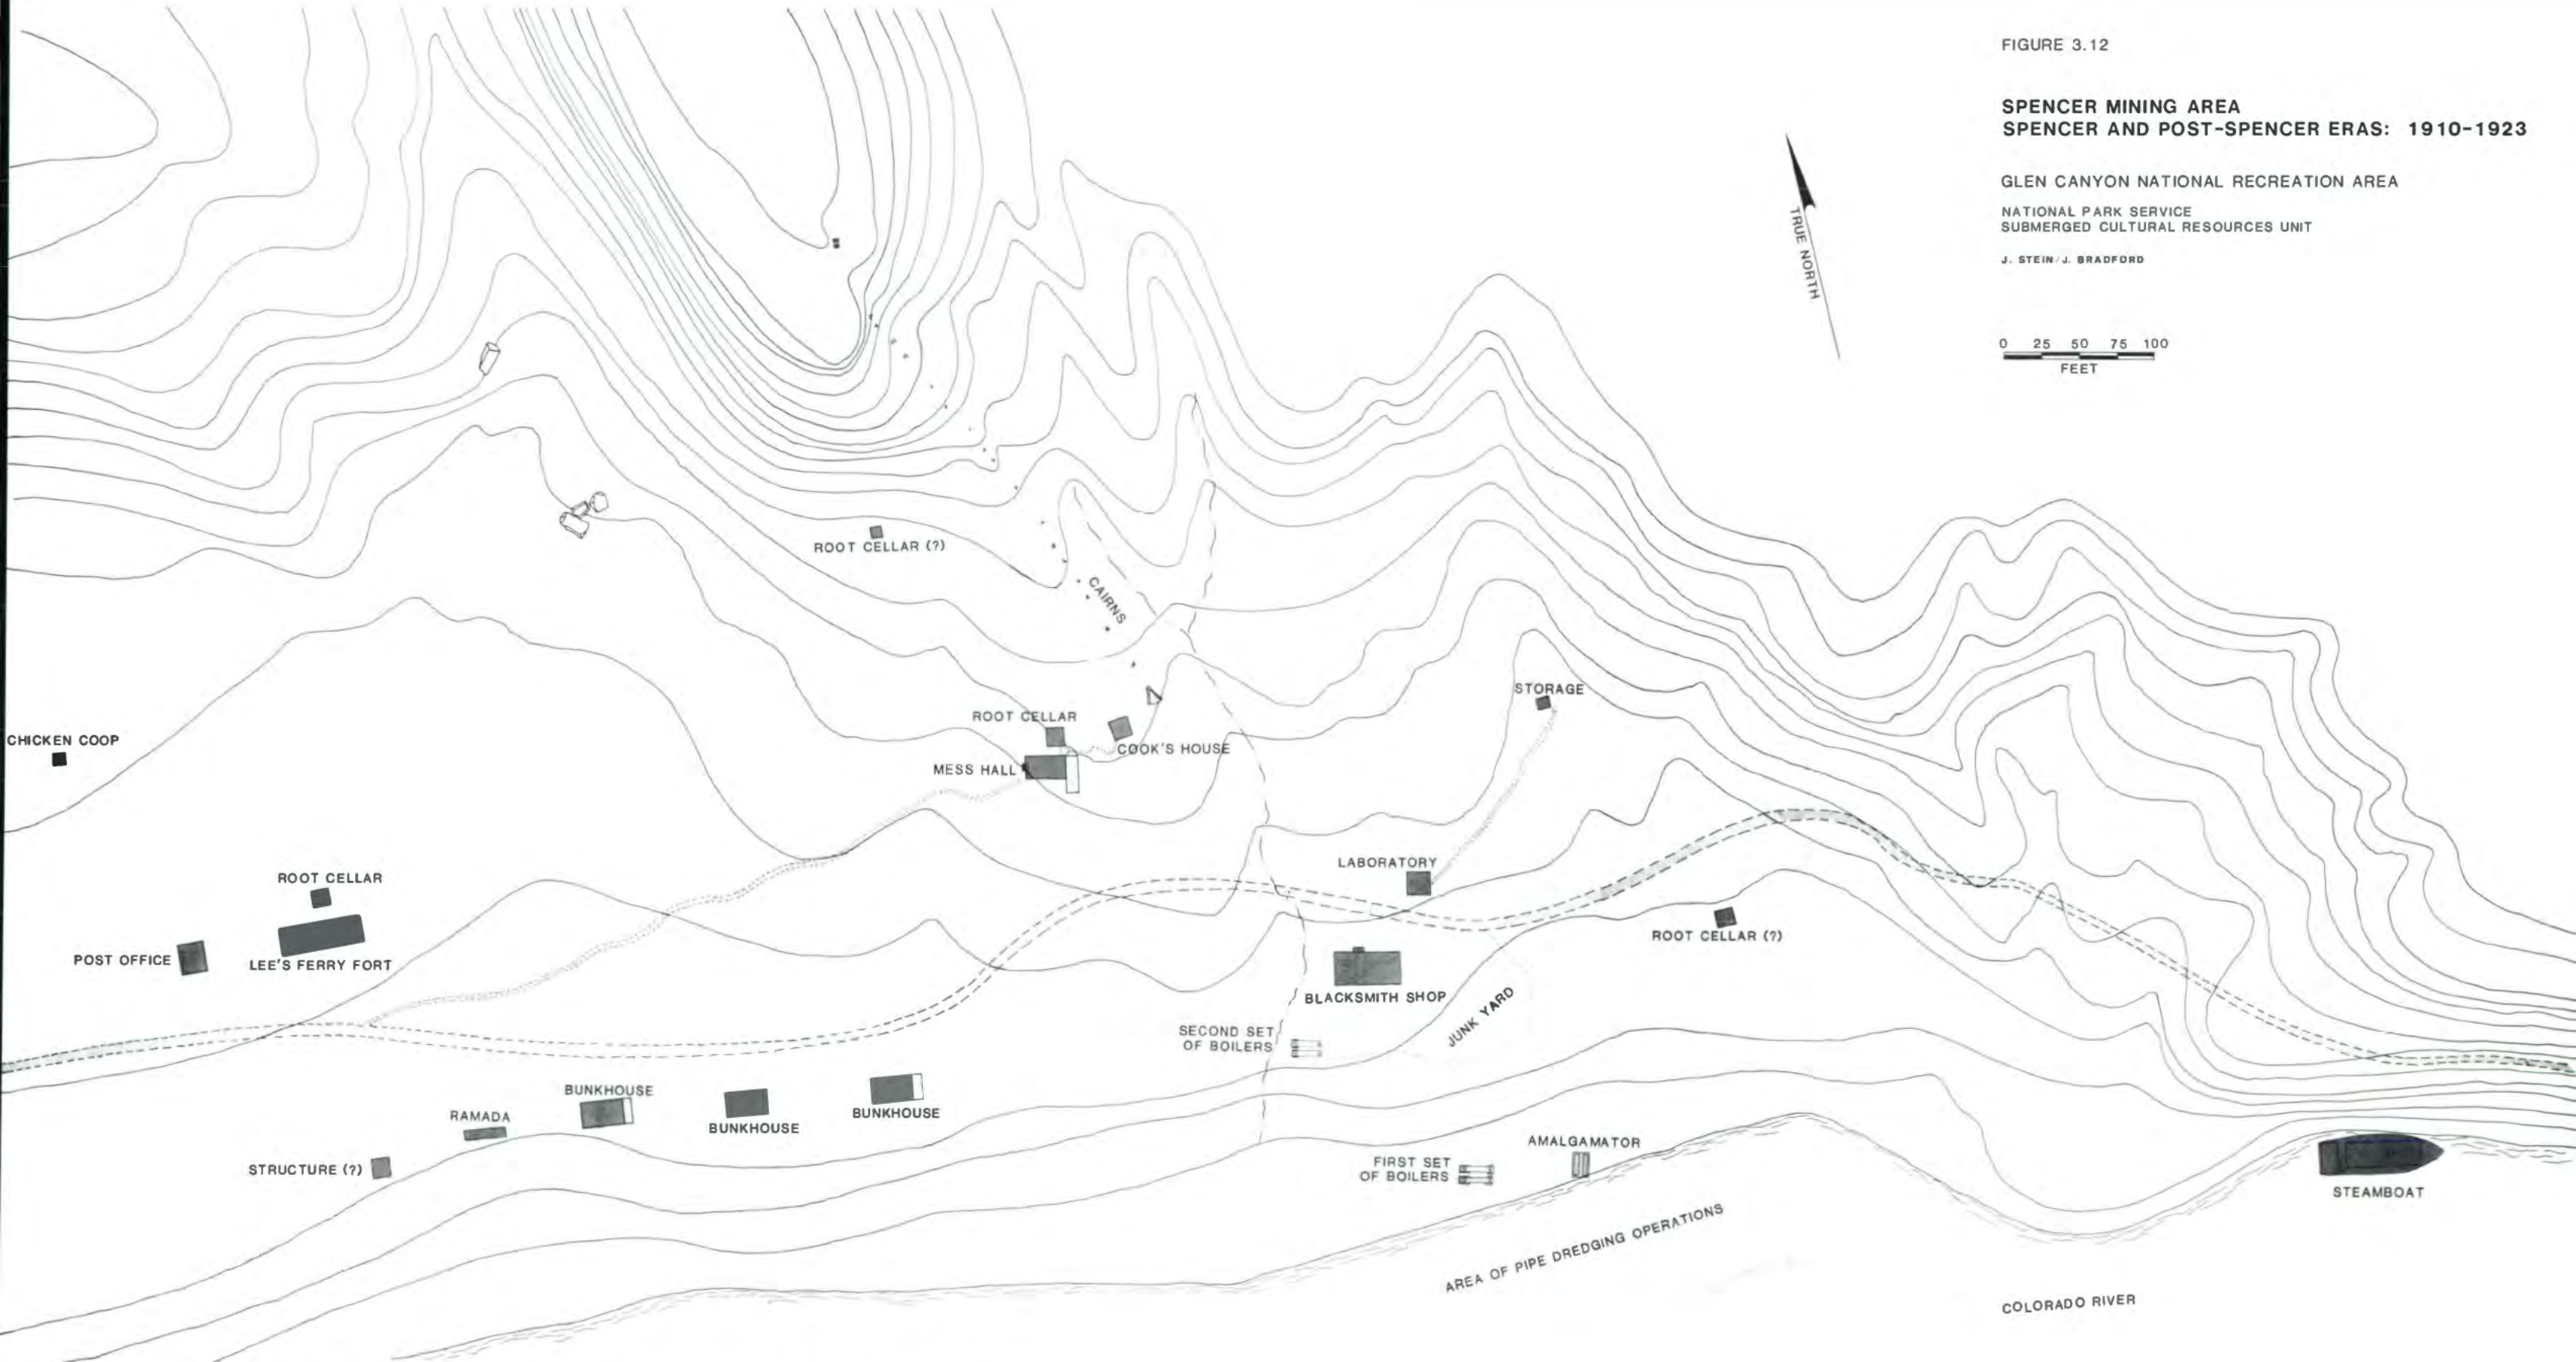 FIGURE 3.12
SPENCER MINING AREA
SPENCER AND POST-SPENCER ERAS: 1910-1923
GLEN CANYON NATIONAL RECREATION AREA
NATIONAL PARK SERVICE
SUBMERGED CULTURAL RESOURCES UNIT
J. STEIN/J. BRADFORD
TRUE NORTH
0 25 50 75 100
FEET
ROOT CELLAR (?)
CAIRNS
STORAGE
ROOT CELLAR
COOK'S HOUSE
MESS HALL
CHICKEN COOP
LABORATORY
ROOT CELLAR
ROOT CELLAR (?)
POST OFFICE
LEE'S FERRY FORT
BLACKSMITH SHOP
JUNK YARD
SECOND SET
OF BOILERS
BUNKHOUSE
RAMADA
BUNKHOUSE
BUNKHOUSE
STRUCTURE (?)
AMALGAMATOR
FIRST SET
OF BOILERS
STEAMBOAT
AREA OF PIPE DREDGING OPERATIONS
COLORADO RIVER